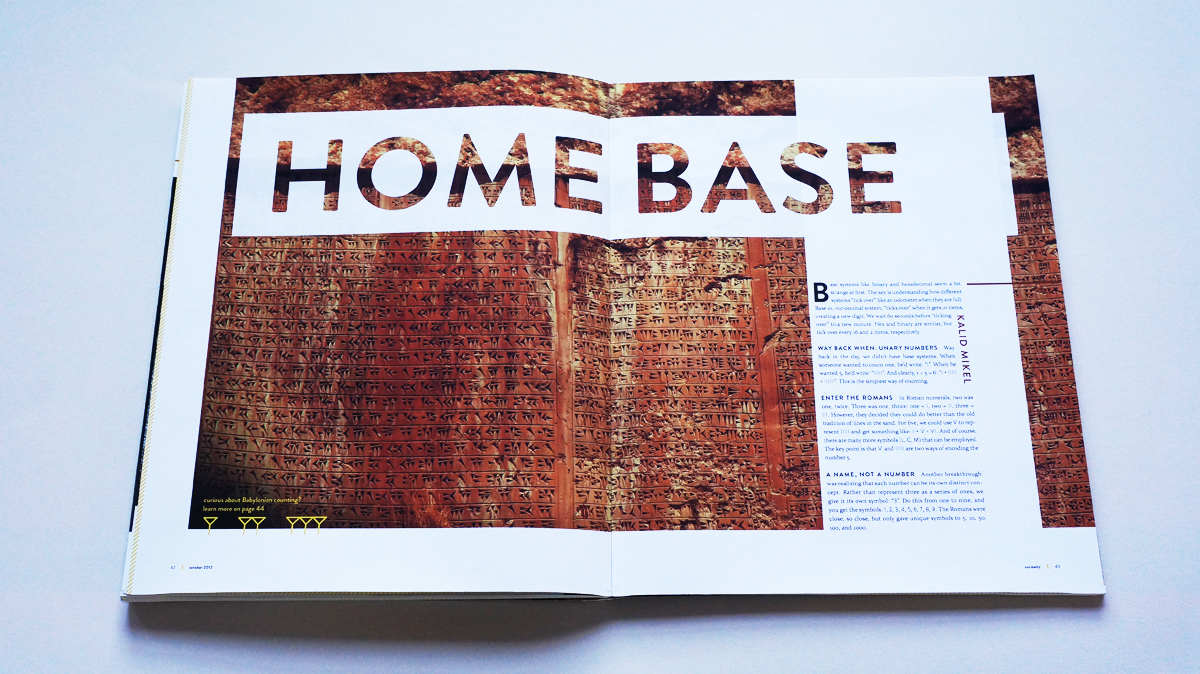 HOME BASE
Base systems like binary and hexadecimal seem a bit
strange at first. The key is understanding how different
systems "tick over" like an odometer when they are full.
Base 10, our decimal system, "ticks over" when it gets 10 items,
creating a new digit. We wait 60 seconds before "ticking
over" to a new minute. Hex and binary are similar, but
tick over every 16 and 2 items, respectively.
KALID MIKEL
WAY BACK WHEN: UNARY NUMBERS Way
back in the day, we didn't have base systems. When
someone wanted to count one, he'd write: "I". When he
wanted 5, he'd write: "IIIII". And clearly, 1 + 5 = 6: "I + IIIII
This is the simplest way of counting.
ENTER THE ROMANS In Roman numerals, two was
one, twice. Three was one, thrice: one = I, two = II, three =
III. However, they decided they could do better than the old
tradition of lines in the sand. For five, we could use V to rep-
resent IIIII and get something like: I + V = VI. And of course,
there are many more symbols (L, C, M) that can be employed.
The key point is that V and IIIII are two ways of encoding the
number 5.
A NAME, NOT A NUMBER Another breakthrough
was realizing that each number can be its own distinct con-
cept. Rather than represent three as a series of ones, we
give it its own symbol: "3". Do this from one to nine, and
you get the symbols: 1, 2, 3, 4, 5, 6, 7, 8, 9. The Romans were
close, so close, but only gave unique symbols to 5, 10, 50,
100, and 1000.
curious about Babylonian counting?
learn more on page 44
42 | october 2012
curiosity | 43